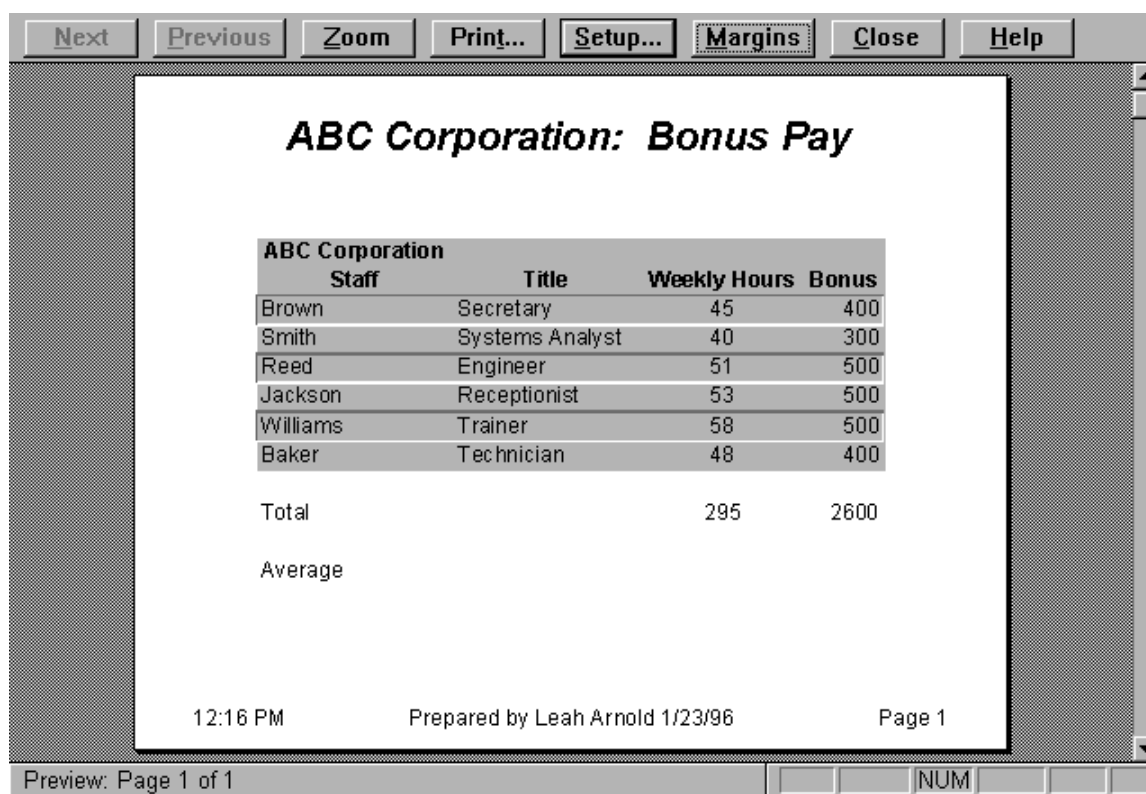 Next Previous Zoom Print... Setup... Margins Close Help
ABC Corporation: Bonus Pay
ABC Corporation
Staff Title Weekly Hours Bonus
Brown Secretary 45 400
Smith Systems Analyst 40 300
Reed Engineer 51 500
Jackson Receptionist 53 500
Williams Trainer 58 500
Baker Technician 48 400
Total 295 2600
Average
12:16 PM Prepared by Leah Arnold 1/23/96 Page 1
Preview: Page 1 of 1 NUM